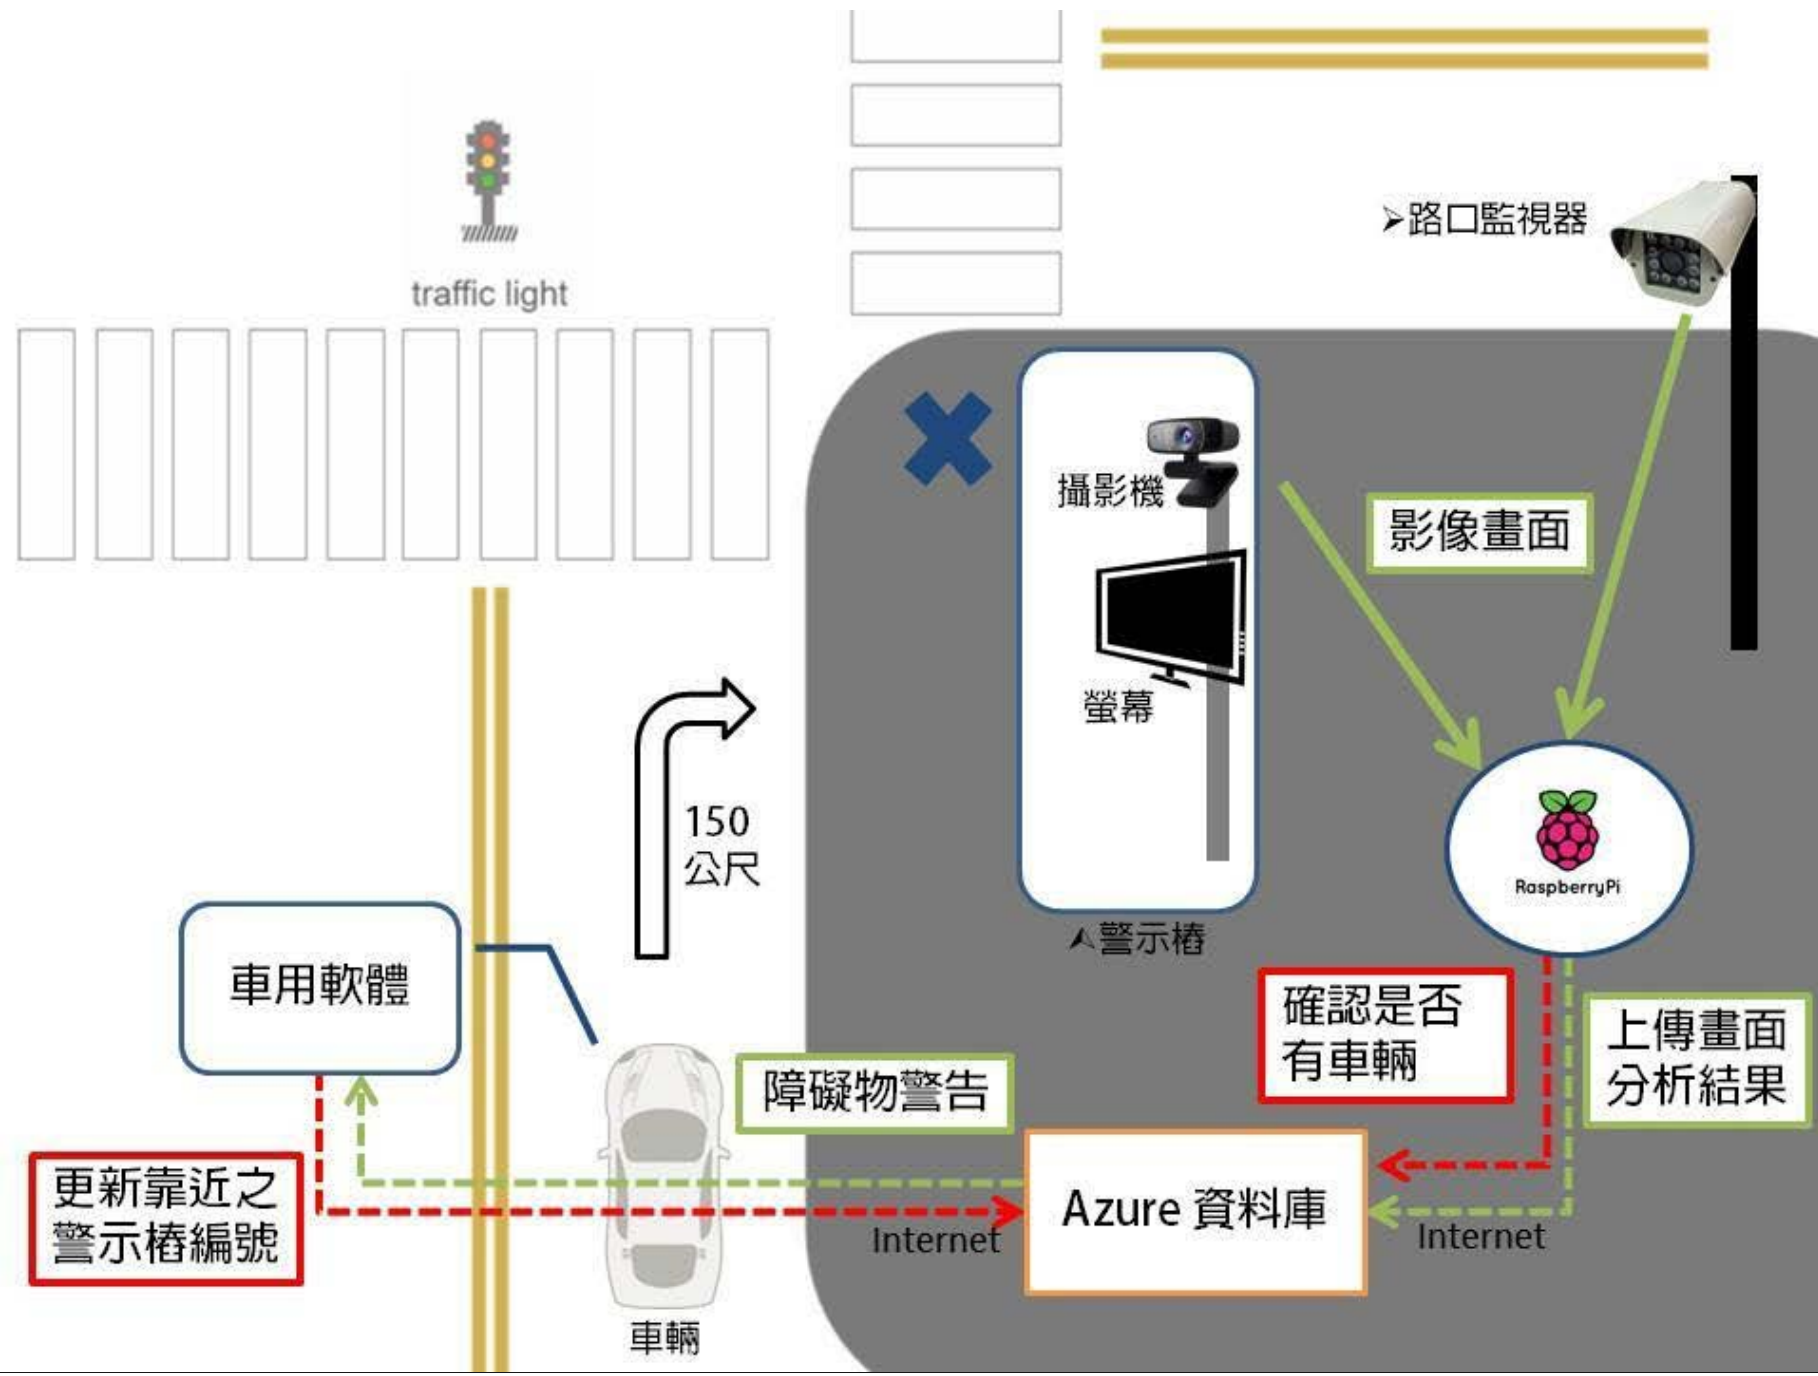 traffic light
➢路口監視器
攝影機
影像畫面
螢幕
150
公尺
RaspberryPi
➢警示樁
車用軟體
確認是否
有車輛
上傳畫面
分析結果
障礙物警告
更新靠近之
警示樁編號
Azure 資料庫
Internet
Internet
車輛